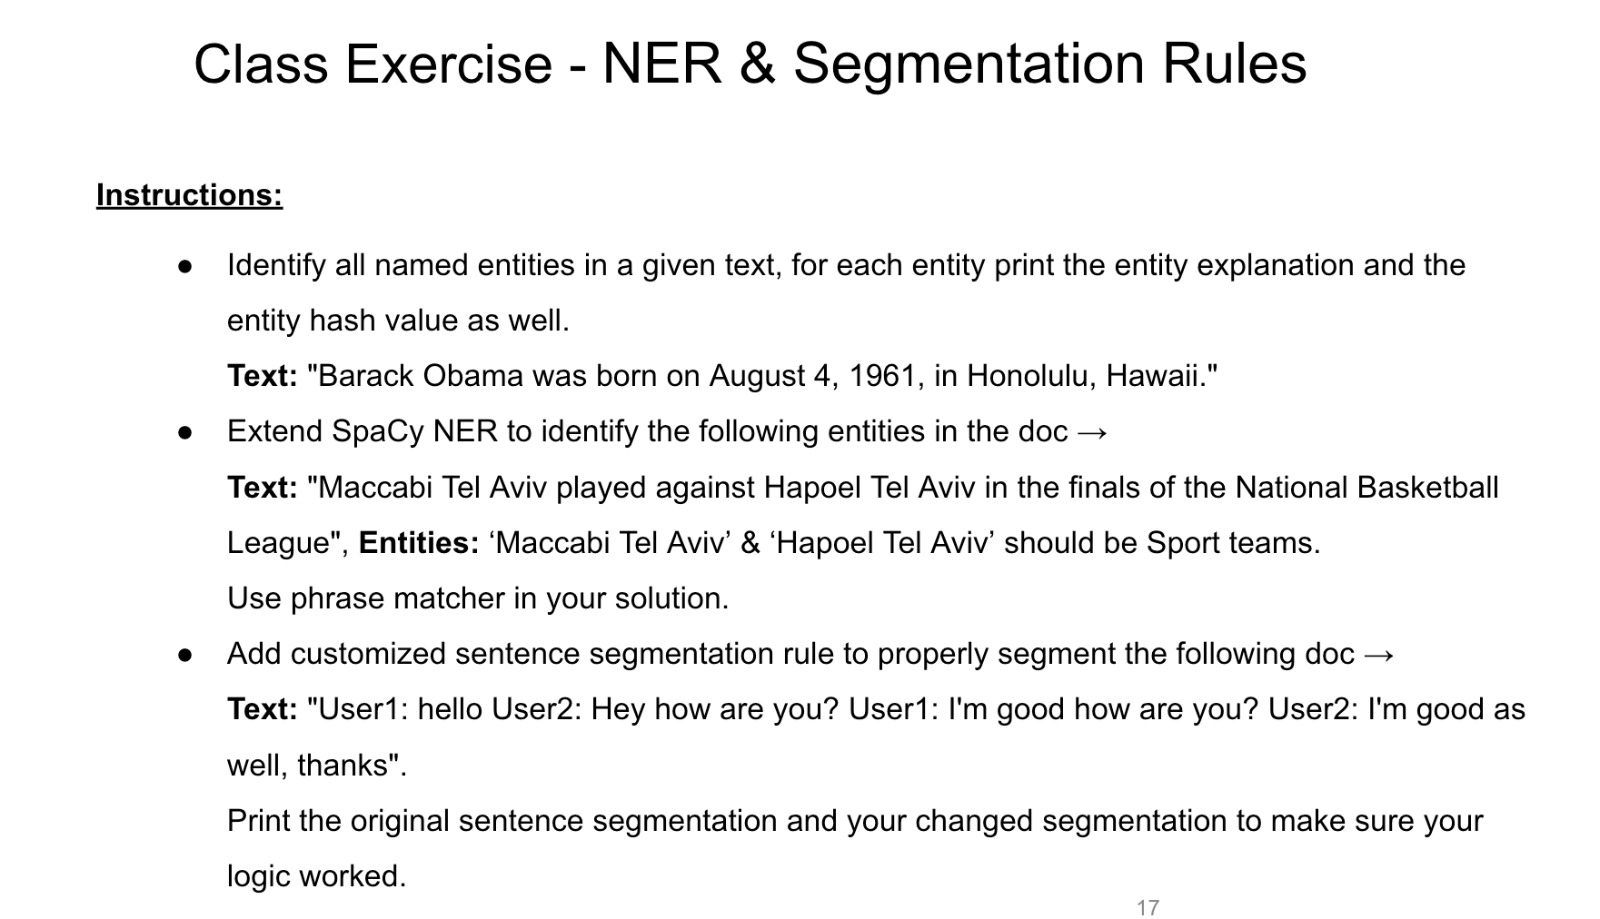 Class Exercise - NER & Segmentation Rules
Instructions:
● Identify all named entities in a given text, for each entity print the entity explanation and the
entity hash value as well.
Text: "Barack Obama was born on August 4, 1961, in Honolulu, Hawaii."
● Extend SpaCy NER to identify the following entities in the doc →
Text: "Maccabi Tel Aviv played against Hapoel Tel Aviv in the finals of the National Basketball
League", Entities: ‘Maccabi Tel Aviv’ & ‘Hapoel Tel Aviv’ should be Sport teams.
Use phrase matcher in your solution.
● Add customized sentence segmentation rule to properly segment the following doc →
Text: "User1: hello User2: Hey how are you? User1: I'm good how are you? User2: I'm good as
well, thanks".
Print the original sentence segmentation and your changed segmentation to make sure your
logic worked.
17